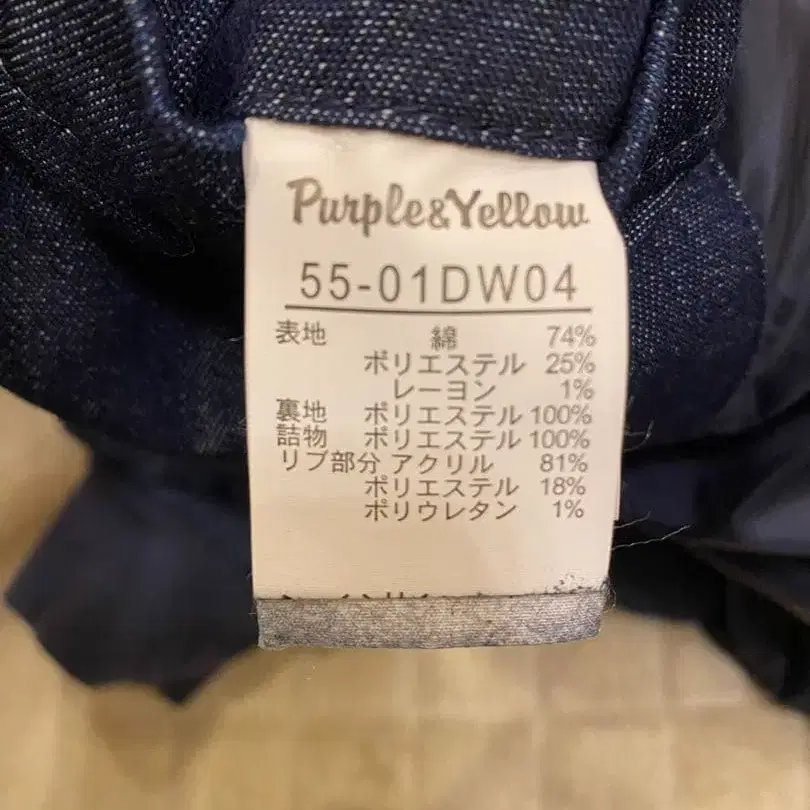 Purple&Yellow
55-01DW04
表地 綿 74%
ポリエステル 25%
レーヨン 1%
裏地 ポリエステル 100%
詰物 ポリエステル 100%
リブ部分 アクリル 81%
ポリエステル 18%
ポリウレタン 1%